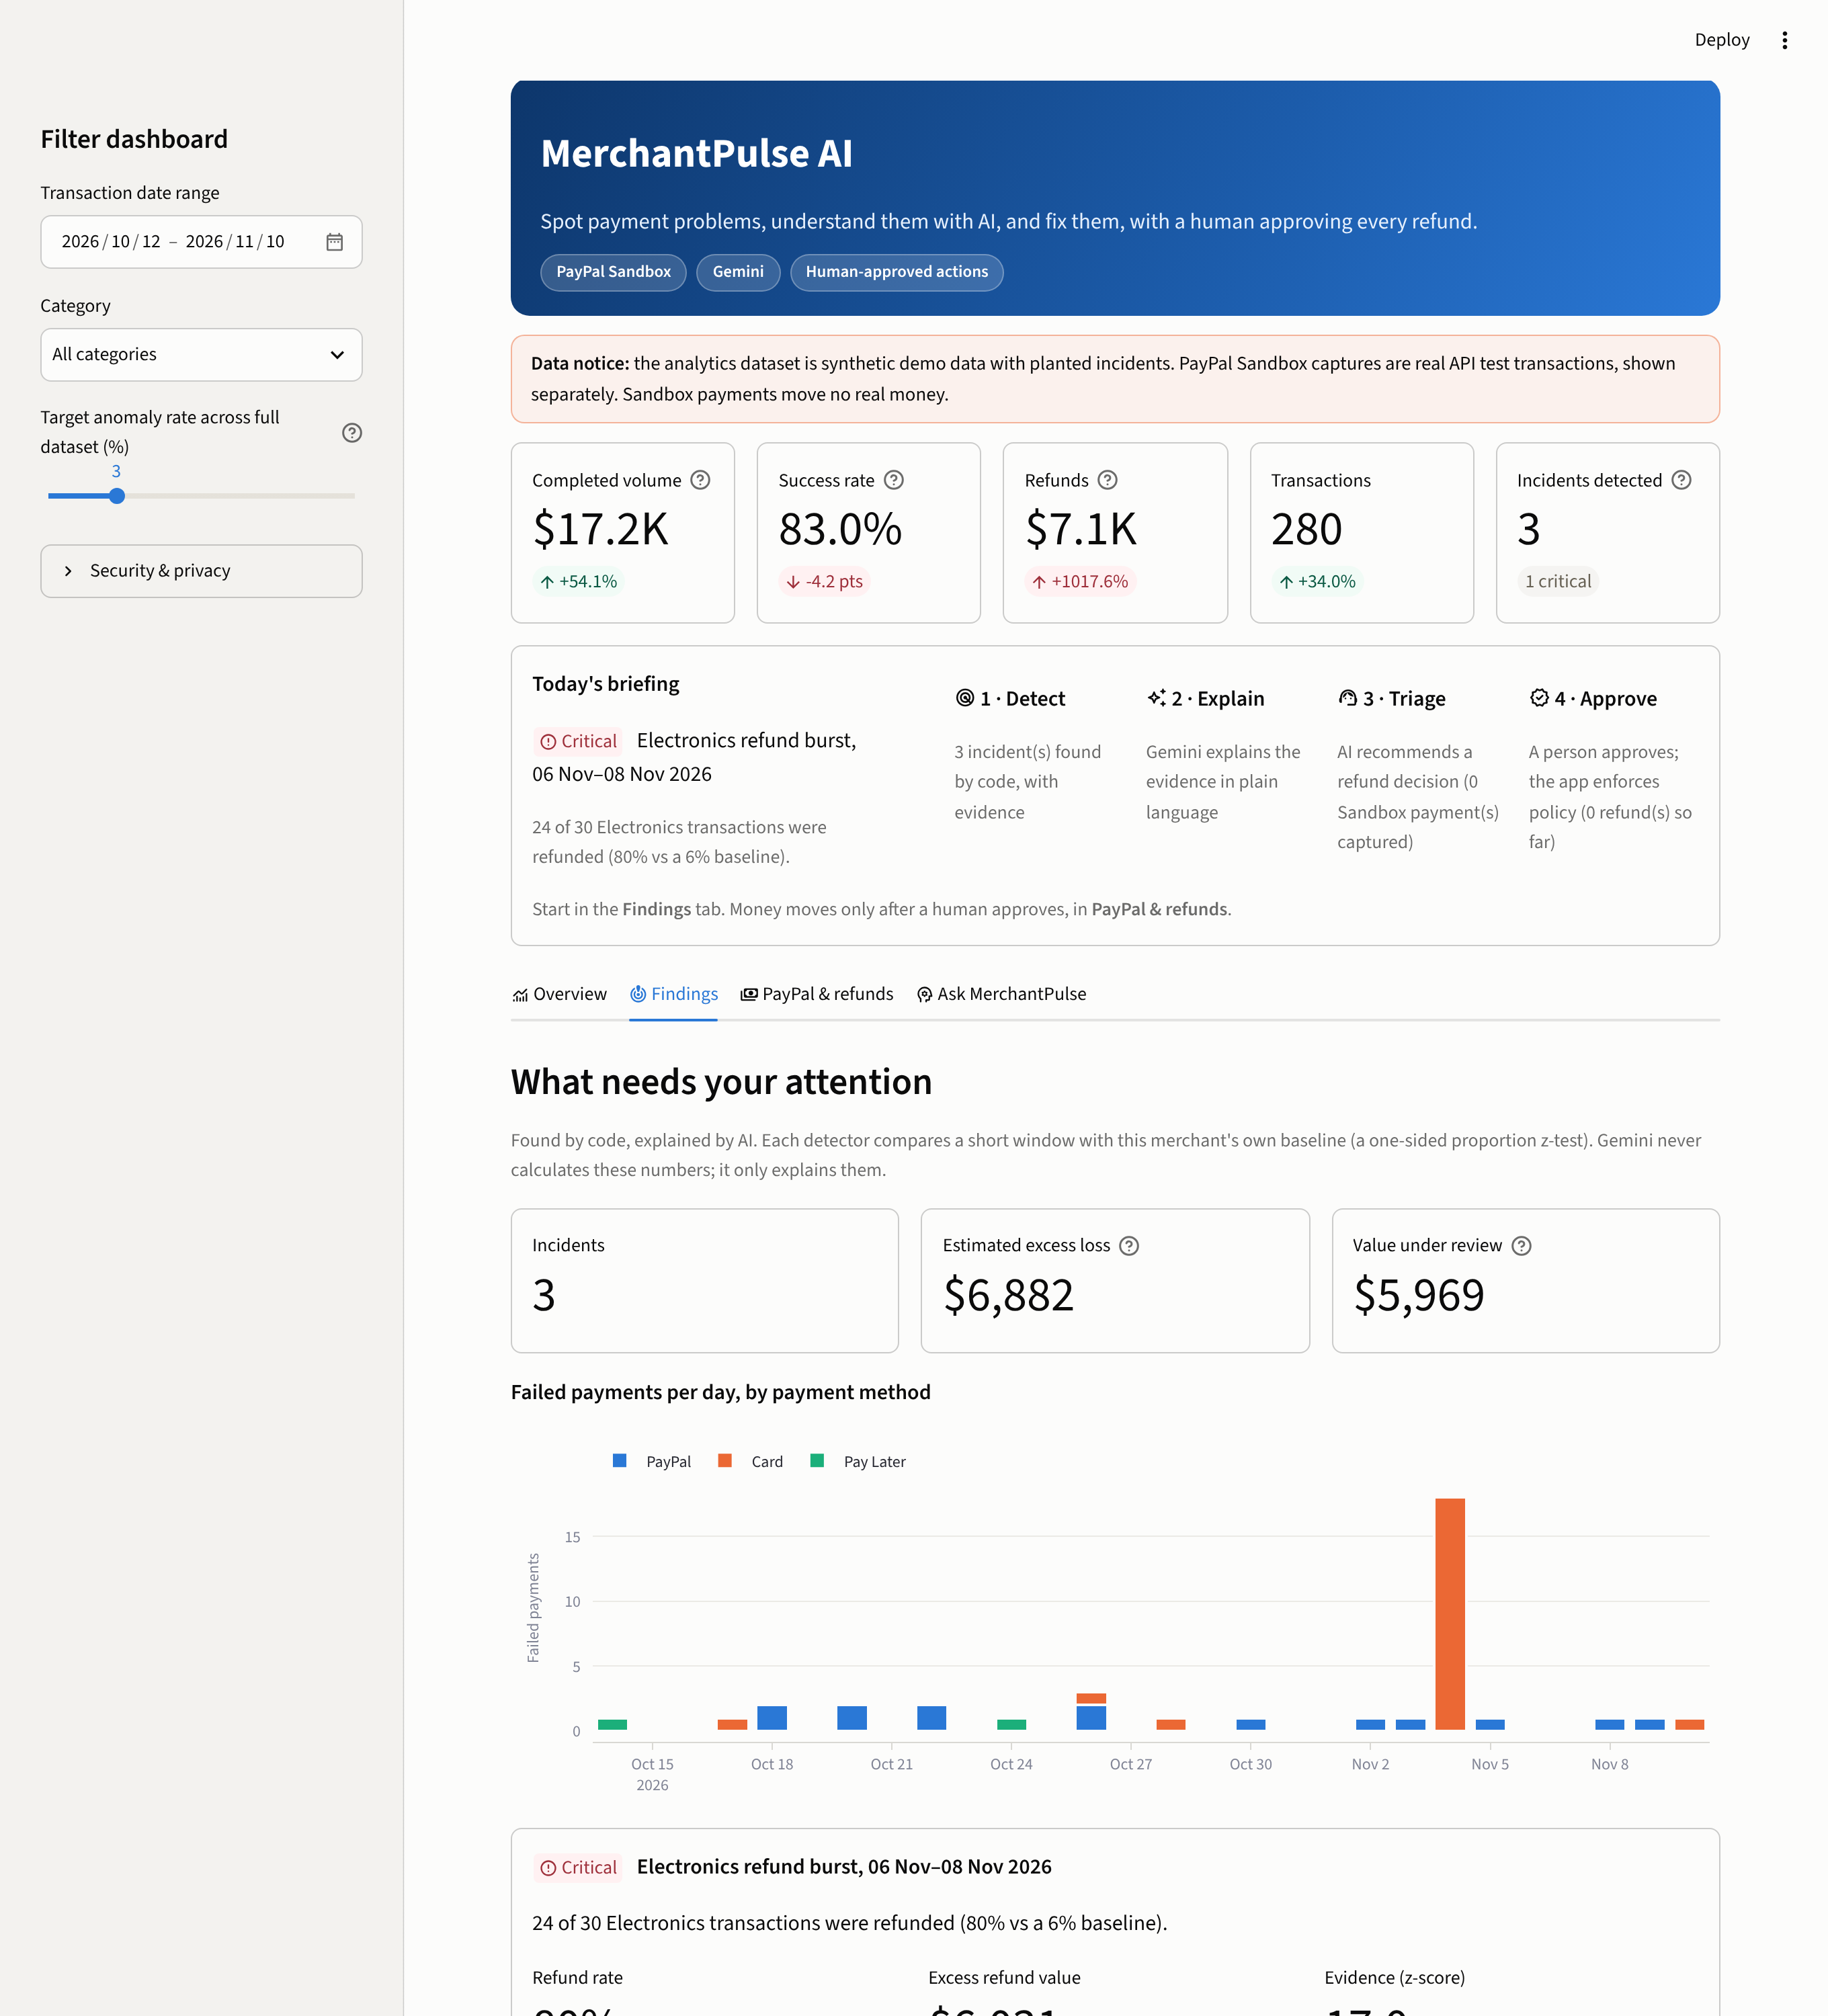 Deploy
Filter dashboard
Transaction date range
2026/10/12 – 2026/11/10
Category
All categories
Target anomaly rate across full
dataset (%)
3
Security & privacy
MerchantPulse AI
Spot payment problems, understand them with AI, and fix them, with a human approving every refund.
PayPal Sandbox
Gemini
Human-approved actions
Data notice: the analytics dataset is synthetic demo data with planted incidents. PayPal Sandbox captures are real API test transactions, shown
separately. Sandbox payments move no real money.
Completed volume
$17.2K
+54.1%
Success rate
83.0%
-4.2 pts
Refunds
$7.1K
+1017.6%
Transactions
280
+34.0%
Incidents detected
3
1 critical
Today's briefing
Critical Electronics refund burst,
06 Nov–08 Nov 2026
24 of 30 Electronics transactions were
refunded (80% vs a 6% baseline).
1 · Detect
3 incident(s) found
by code, with
evidence
2 · Explain
Gemini explains the
evidence in plain
language
3 · Triage
AI recommends a
refund decision (0
Sandbox payment(s)
captured)
4 · Approve
A person approves;
the app enforces
policy (0 refund(s) so
far)
Start in the Findings tab. Money moves only after a human approves, in PayPal & refunds.
Overview
Findings
PayPal & refunds
Ask MerchantPulse
What needs your attention
Found by code, explained by AI. Each detector compares a short window with this merchant's own baseline (a one-sided proportion z-test). Gemini never
calculates these numbers; it only explains them.
Incidents
3
Estimated excess loss
$6,882
Value under review
$5,969
Failed payments per day, by payment method
PayPal
Card
Pay Later
Failed payments
15
10
5
0
Oct 15
2026
Oct 18
Oct 21
Oct 24
Oct 27
Oct 30
Nov 2
Nov 5
Nov 8
Critical Electronics refund burst, 06 Nov–08 Nov 2026
24 of 30 Electronics transactions were refunded (80% vs a 6% baseline).
Refund rate
Excess refund value
Evidence (z-score)